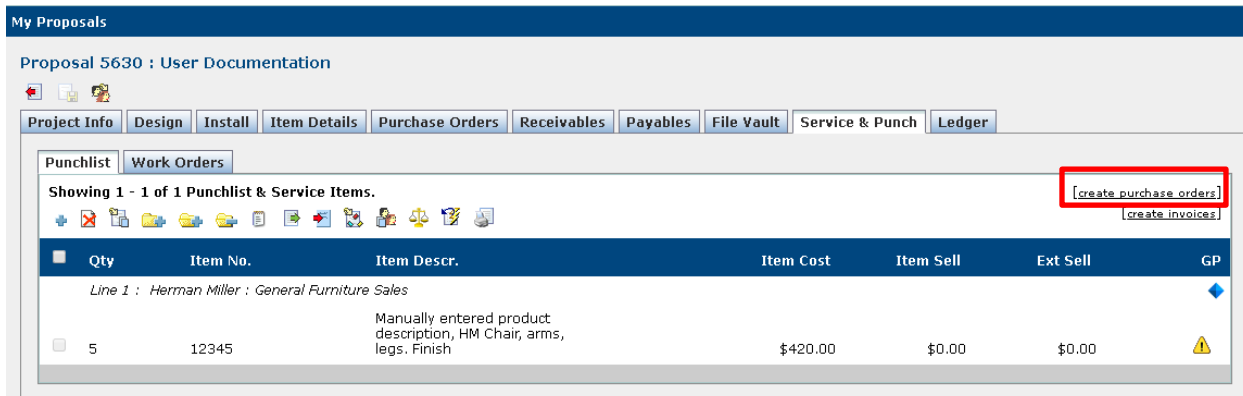 My Proposals
Proposal 5630 : User Documentation
Project Info Design Install Item Details Purchase Orders Receivables Payables File Vault Service & Punch Ledger
Punchlist Work Orders
Showing 1 - 1 of 1 Punchlist & Service Items.
[create purchase orders]
[create invoices]
Qty Item No. Item Descr. Item Cost Item Sell Ext Sell GP
Line 1 : Herman Miller : General Furniture Sales
Manually entered product
description, HM Chair, arms,
5 12345 legs. Finish $420.00 $0.00 $0.00